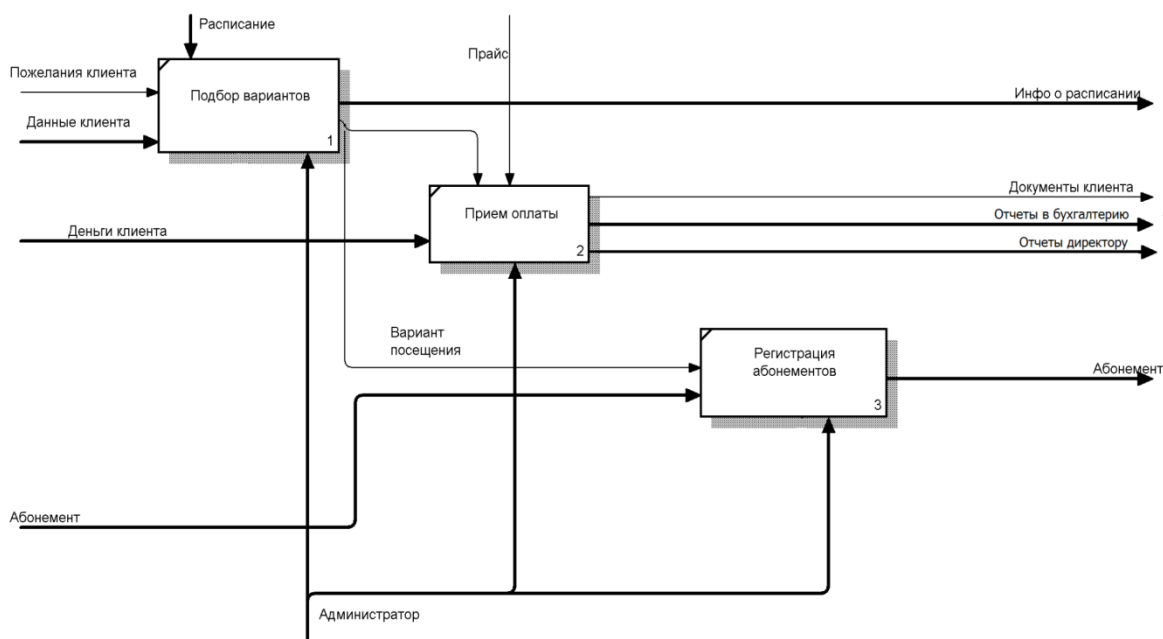 Расписание
Прайс
Пожелания клиента
Подбор вариантов
Инфо о расписании
Данные клиента
1
Документы клиента
Прием оплаты
Отчеты в бухгалтерию
Деньги клиента
2
Отчеты директору
Вариант
посещения
Регистрация
абонементов
Абонемент
3
Абонемент
Администратор